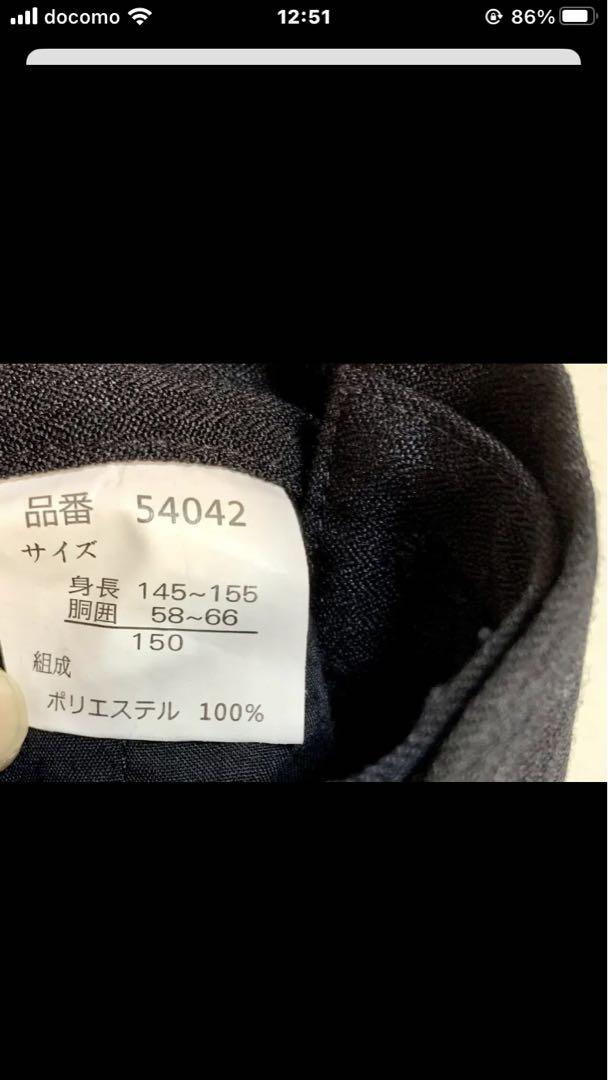 docomo
12:51
86%
品番 54042
サイズ
身長 145~155
胴囲 58~66
150
組成
ポリエステル 100%